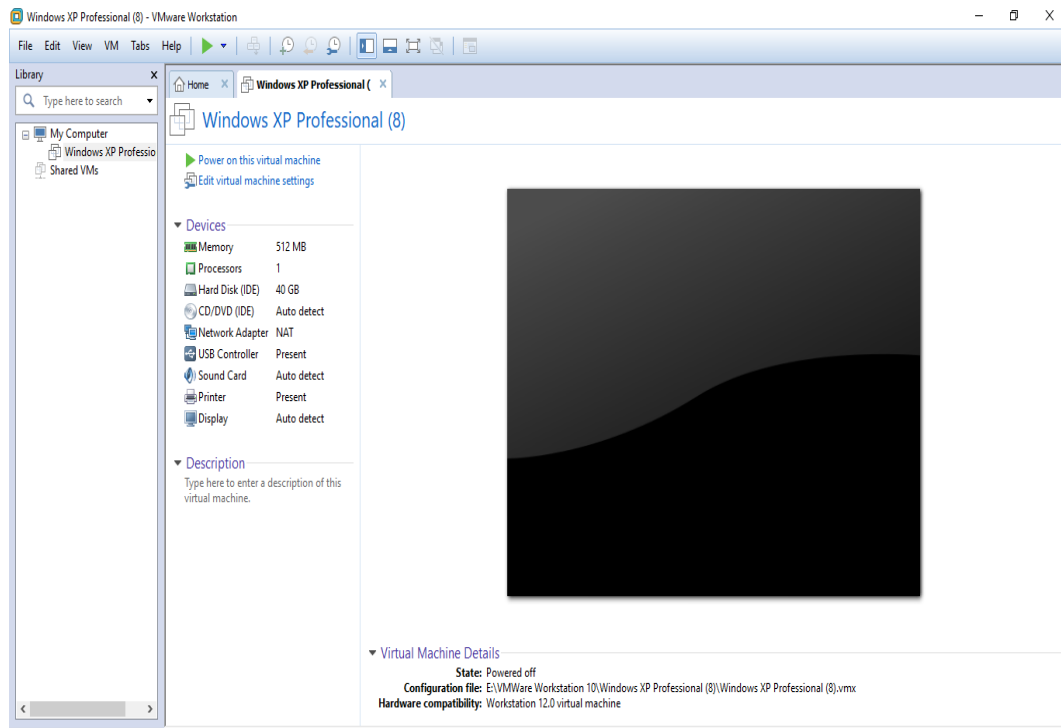 Windows XP Professional (8) - VMware Workstation
File Edit View VM Tabs Help
Library x
Type here to search
My Computer
Windows XP Professio
Shared VMs
Home x
Windows XP Professional ( x
Windows XP Professional (8)
Power on this virtual machine
Edit virtual machine settings
Devices
Memory 512 MB
Processors 1
Hard Disk (IDE) 40 GB
CD/DVD (IDE) Auto detect
Network Adapter NAT
USB Controller Present
Sound Card Auto detect
Printer Present
Display Auto detect
Description
Type here to enter a description of this
virtual machine.
Virtual Machine Details
State: Powered off
Configuration file: E:\VMWare Workstation 10\Windows XP Professional (8)\Windows XP Professional (8).vmx
Hardware compatibility: Workstation 12.0 virtual machine